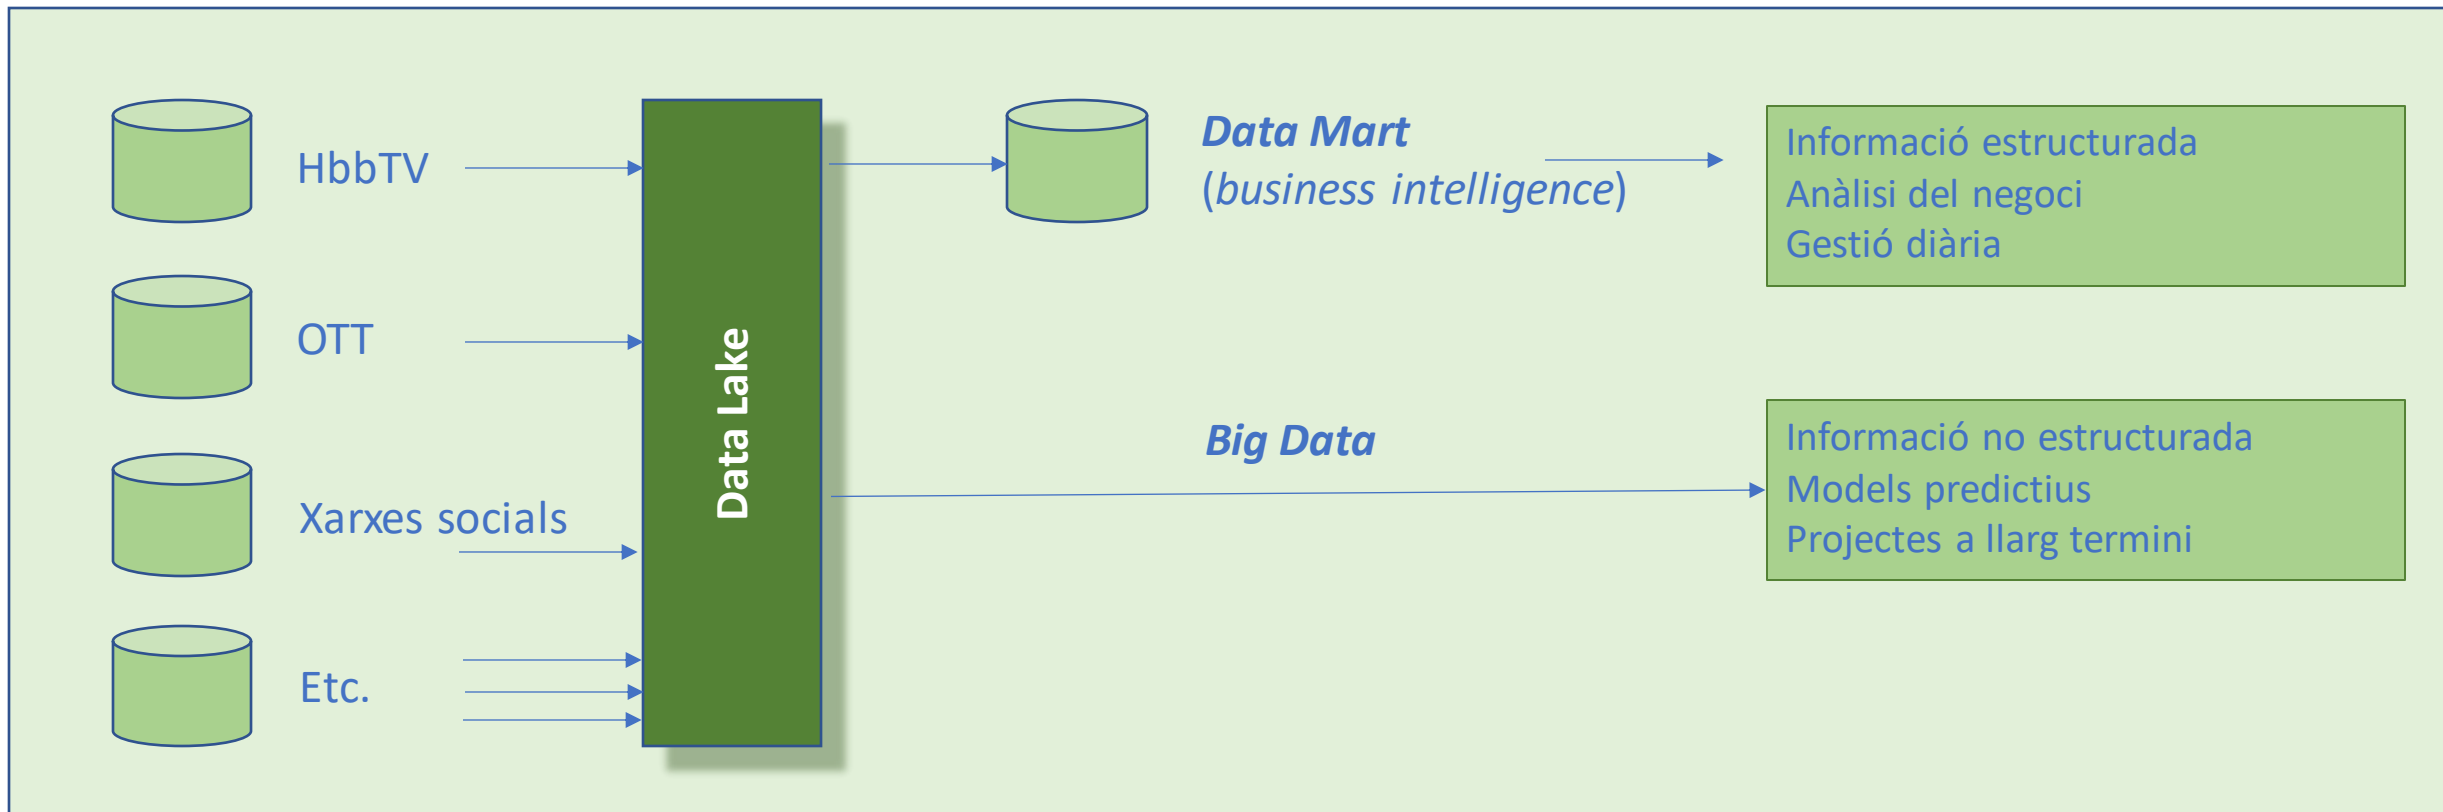 HbbTV
OTT
Xarxes socials
Etc.
Data Lake
Data Mart
(business intelligence)
Big Data
Informació estructurada
Anàlisi del negoci
Gestió diària
Informació no estructurada
Models predictius
Projectes a llarg termini